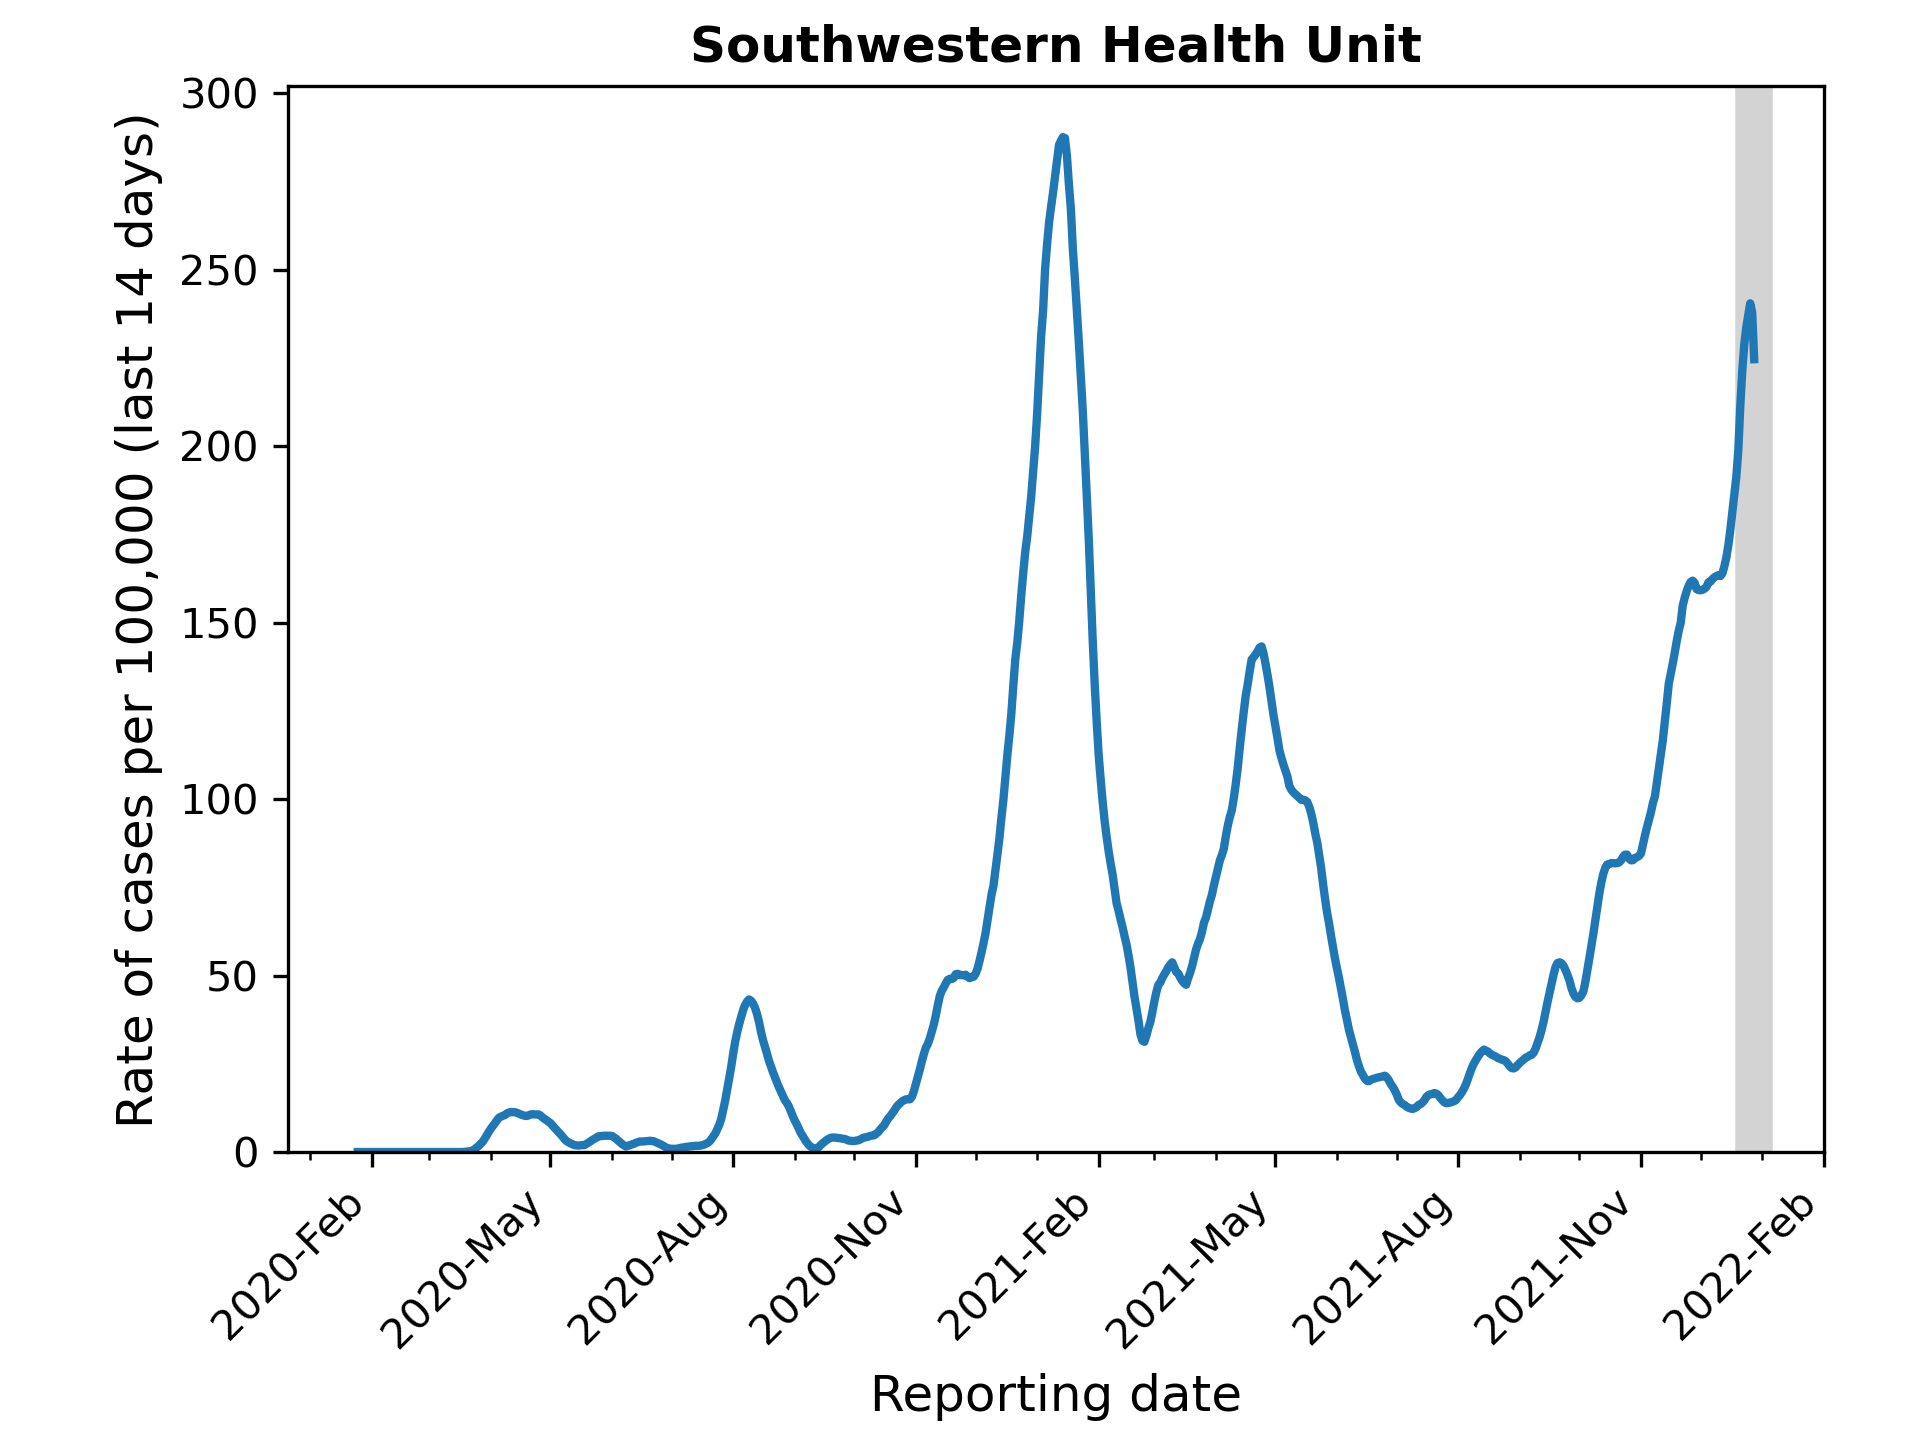 Southwestern Health Unit
Rate of cases per 100,000 (last 14 days)
300
250
200
150
100
50
0
2020-Feb
2020-May
2020-Aug
2020-Nov
2021-Feb
2021-May
2021-Aug
2021-Nov
2022-Feb
Reporting date